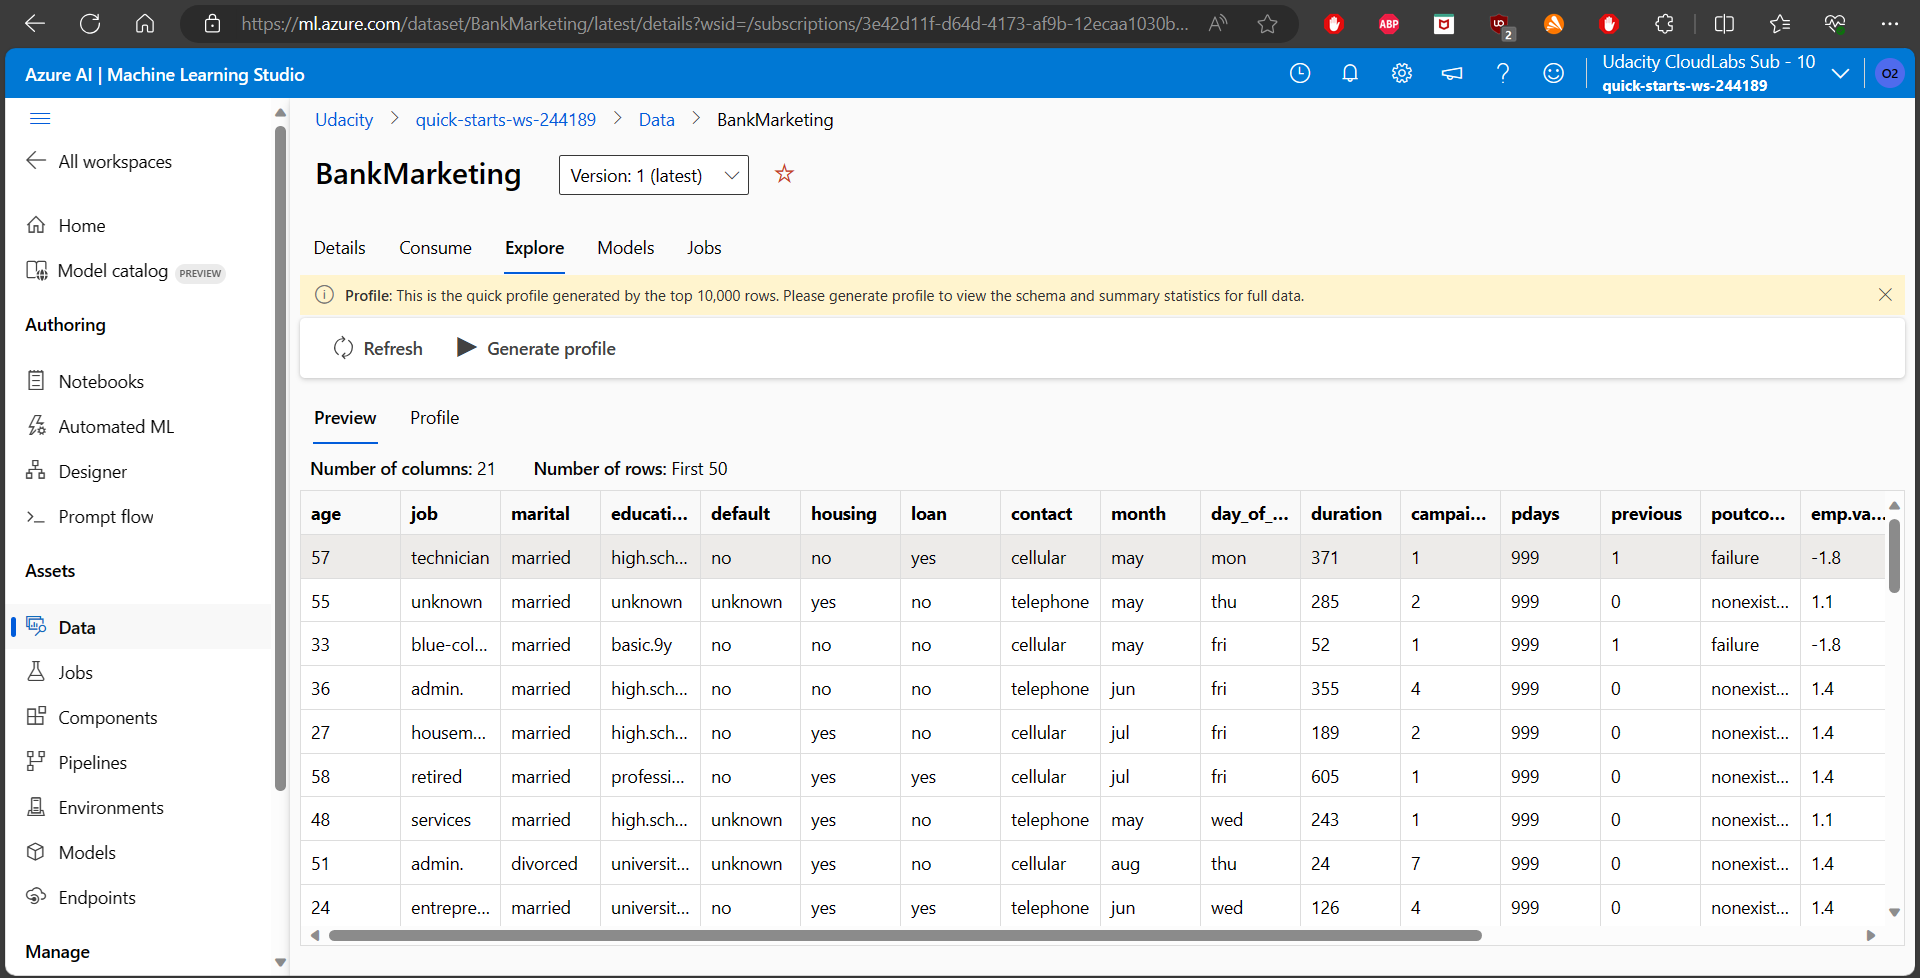 https://ml.azure.com/dataset/BankMarketing/latest/details?wsid=/subscriptions/3e42d11f-d64d-4173-af9b-12ecaa1030b...
ABP
2
Azure AI | Machine Learning Studio
Udacity CloudLabs Sub - 10
quick-starts-ws-244189
O2
All workspaces
Home
Model catalog PREVIEW
Authoring
Notebooks
Automated ML
Designer
Prompt flow
Assets
Data
Jobs
Components
Pipelines
Environments
Models
Endpoints
Manage
Udacity > quick-starts-ws-244189 > Data > BankMarketing
BankMarketing Version: 1 (latest)
Details Consume Explore Models Jobs
Profile: This is the quick profile generated by the top 10,000 rows. Please generate profile to view the schema and summary statistics for full data.
Refresh Generate profile
Preview Profile
Number of columns: 21 Number of rows: First 50
age job marital educati... default housing loan contact month day_of_... duration campai... pdays previous poutco... emp.va...
57 technician married high.sch... no no yes cellular may mon 371 1 999 1 failure -1.8
55 unknown married unknown unknown yes no telephone may thu 285 2 999 0 nonexist... 1.1
33 blue-col... married basic.9y no no no cellular may fri 52 1 999 1 failure -1.8
36 admin. married high.sch... no no no telephone jun fri 355 4 999 0 nonexist... 1.4
27 housem... married high.sch... no yes no cellular jul fri 189 2 999 0 nonexist... 1.4
58 retired married professi... no yes yes cellular jul fri 605 1 999 0 nonexist... 1.4
48 services married high.sch... unknown yes no telephone may wed 243 1 999 0 nonexist... 1.1
51 admin. divorced universit... unknown yes no cellular aug thu 24 7 999 0 nonexist... 1.4
24 entrepre... married universit... no yes yes telephone jun wed 126 4 999 0 nonexist... 1.4